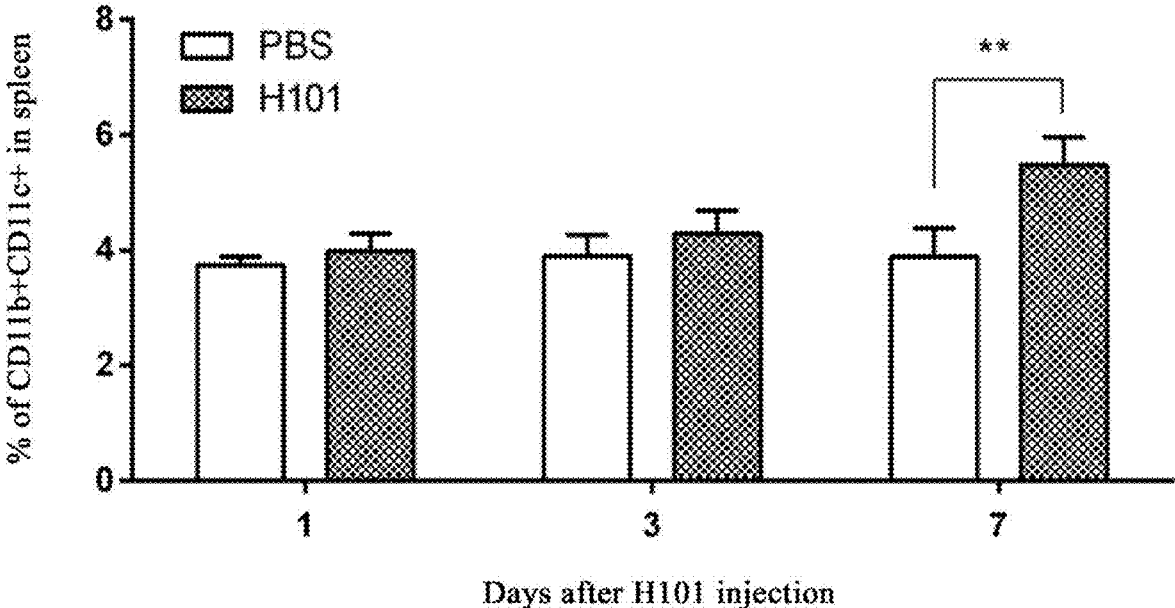 % of CD11b+CD11c+ in spleen
8
6
4
2
0
PBS
H101
**
1
3
7
Days after H101 injection